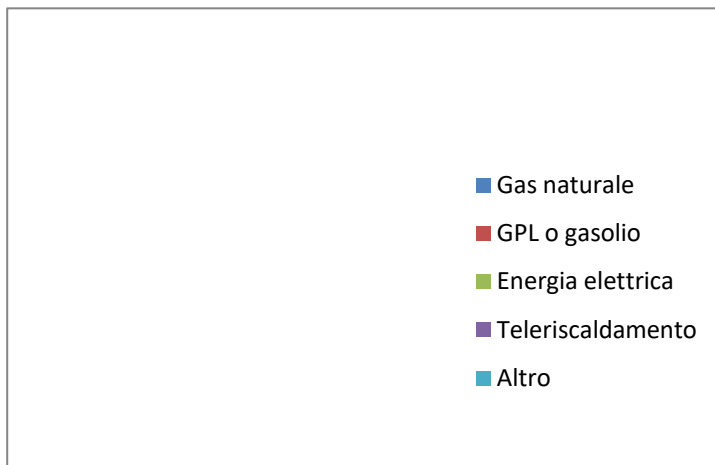 Gas naturale
GPL o gasolio
Energia elettrica
Teleriscaldamento
Altro